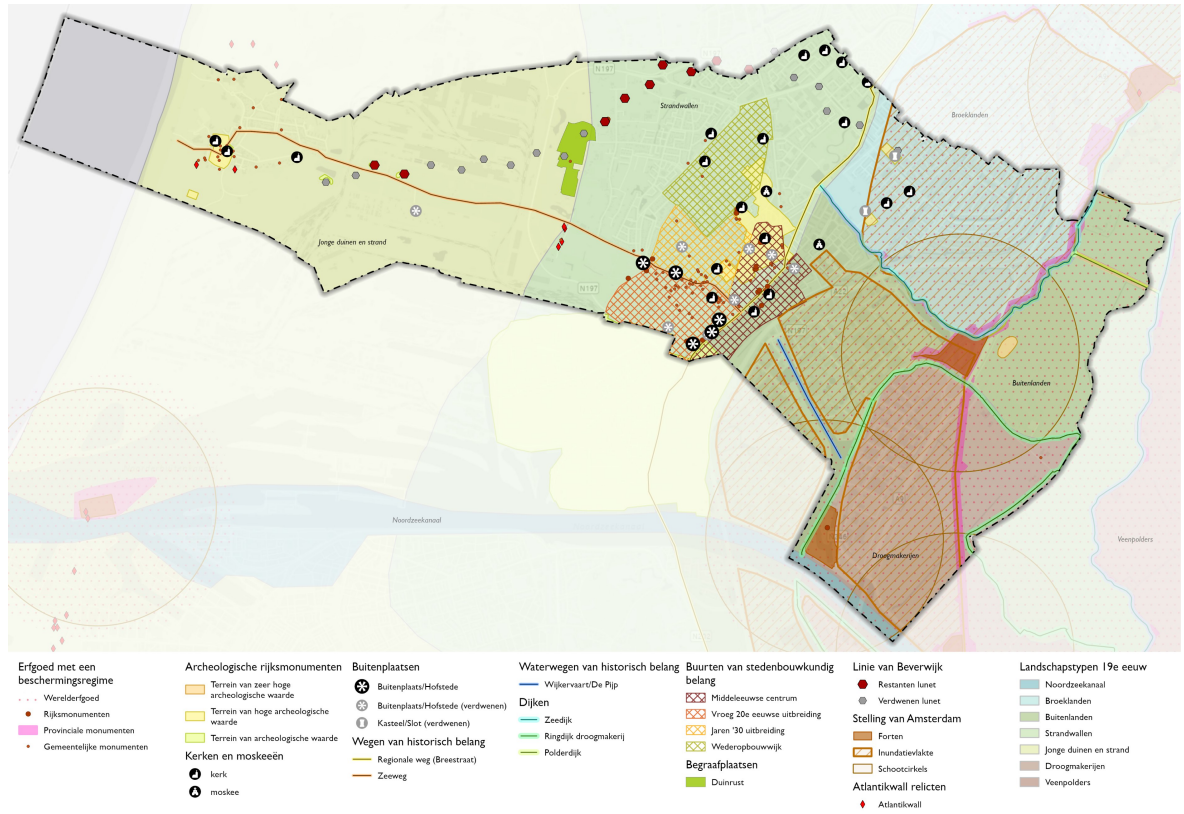 N197
Strandwallen
Broeklanden
Jonge duinen en strand
N197
Buitenlanden
Noordzeekanaal
Droogmakerijen
Veenpolders
Erfgoed met een
beschermingsregime
Werelderfgoed
Rijksmonumenten
Provinciale monumenten
Gemeentelijke monumenten
Archeologische rijksmonumenten
Terrein van zeer hoge
archeologische waarde
Terrein van hoge archeologische
waarde
Terrein van archeologische waarde
Kerken en moskeeën
kerk
moskee
Buitenplaatsen
Buitenplaats/Hofstede
Buitenplaats/Hofstede (verdwenen)
Kasteel/Slot (verdwenen)
Wegen van historisch belang
Regionale weg (Breestraat)
Zeeweg
Waterwegen van historisch belang
Wijkervaart/De Pijp
Dijken
Zeedijk
Ringdijk droogmakerij
Polderdijk
Buurten van stedenbouwkundig
belang
Middeleeuwse centrum
Vroeg 20e eeuwse uitbreiding
Jaren '30 uitbreiding
Wederopbouwwijk
Begraafplaatsen
Duinrust
Linie van Beverwijk
Restanten lunet
Verdwenen lunet
Stelling van Amsterdam
Forten
Inundatievlakte
Schootcirkels
Atlantikwall relicten
Atlantikwall
Landschapstypen 19e eeuw
Noordzeekanaal
Broeklanden
Buitenlanden
Strandwallen
Jonge duinen en strand
Droogmakerijen
Veenpolders